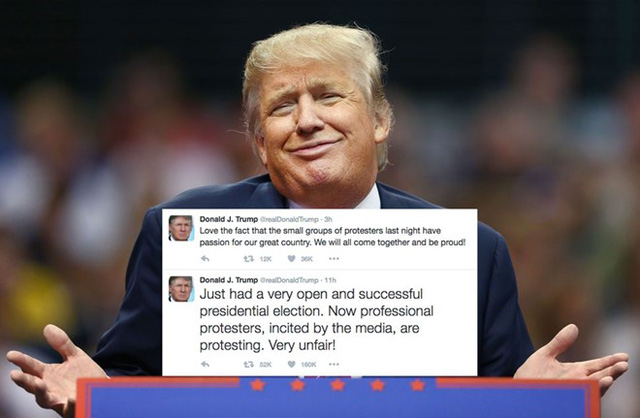 Donald J. Trump @realDonaldTrump · 3h
Love the fact that the small groups of protesters last night have
passion for our great country. We will all come together and be proud!
12K 36K
Donald J. Trump @realDonaldTrump · 11h
Just had a very open and successful
presidential election. Now professional
protesters, incited by the media, are
protesting. Very unfair!
52K 160K